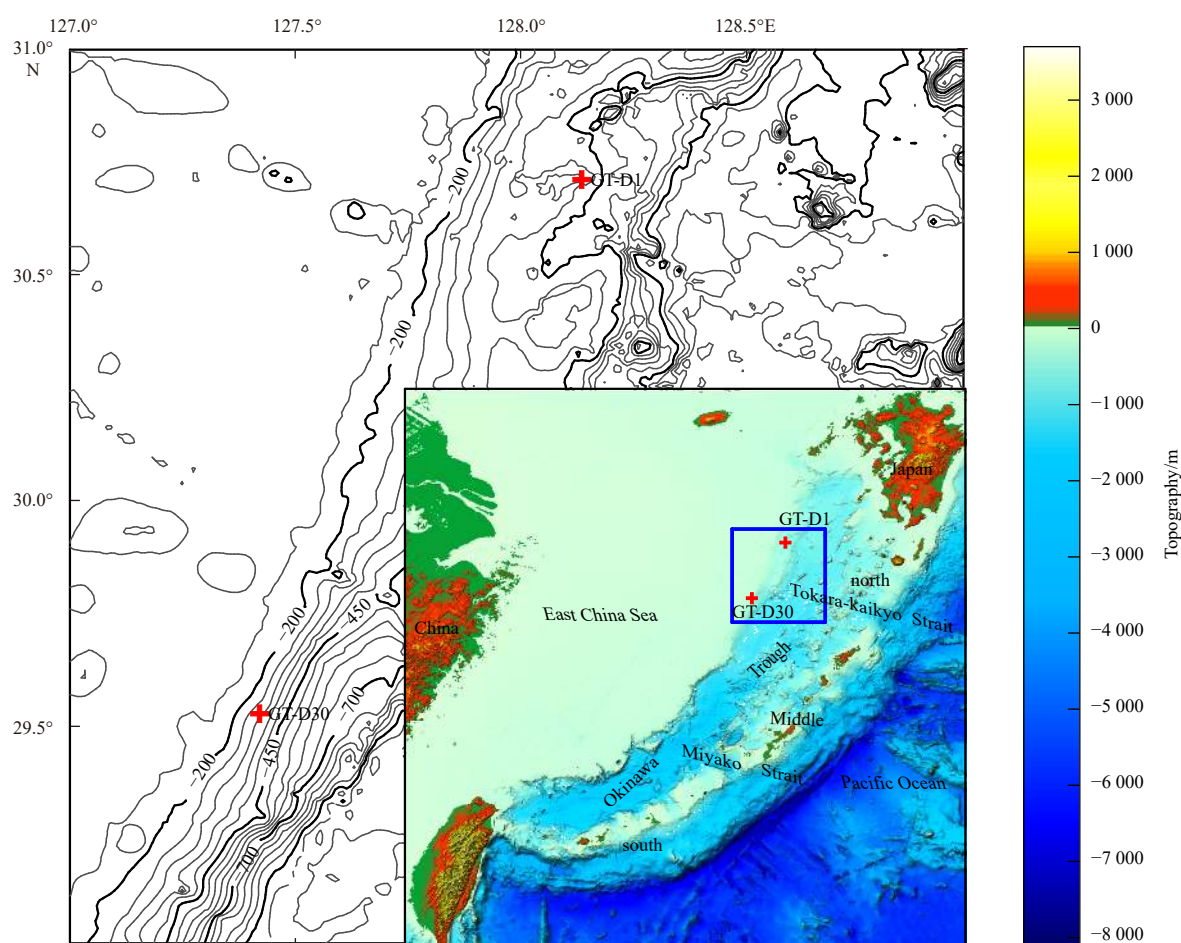 127.0° 127.5° 128.0° 128.5°E
31.0°
N
30.5°
30.0°
29.5°
−200
GT-D1
−200
−200
−450
−700
GT-D30
−200
−450
−700
Japan
GT-D1
north
Tokara-kaikyo Strait
GT-D30
East China Sea
China
Trough
Middle
Miyako Strait
Okinawa
Pacific Ocean
south
3 000
2 000
1 000
0
−1 000
−2 000
−3 000
−4 000
−5 000
−6 000
−7 000
−8 000
Topography/m